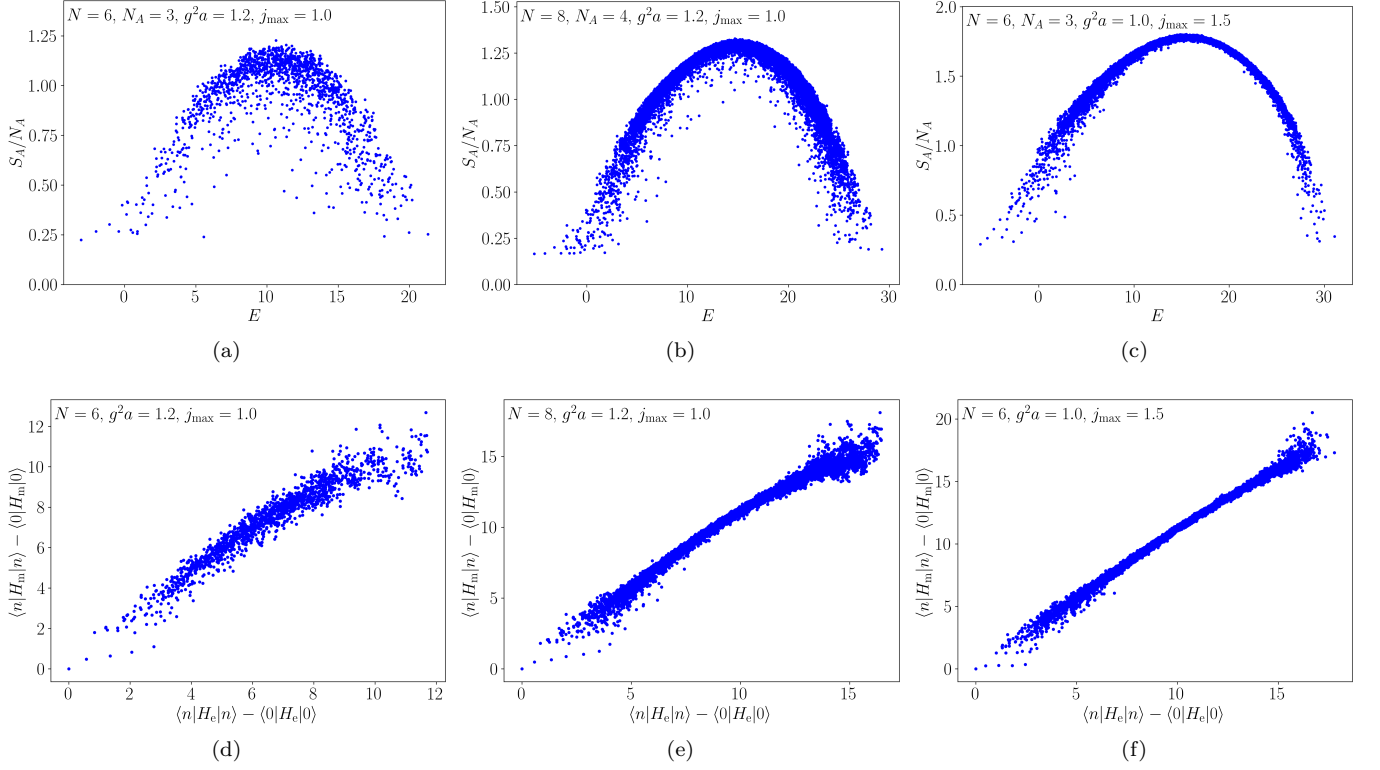 N = 6, N_A = 3, g²a = 1.2, j_max = 1.0
1.25
1.00
0.75
0.50
0.25
0.00
S_A/N_A
0 5 10 15 20
E
(a)
N = 8, N_A = 4, g²a = 1.2, j_max = 1.0
1.50
1.25
1.00
0.75
0.50
0.25
0.00
S_A/N_A
0 10 20 30
E
(b)
N = 6, N_A = 3, g²a = 1.0, j_max = 1.5
2.0
1.5
1.0
0.5
0.0
S_A/N_A
0 10 20 30
E
(c)
N = 6, g²a = 1.2, j_max = 1.0
12
10
8
6
4
2
0
⟨n|H_m|n⟩ − ⟨0|H_m|0⟩
0 2 4 6 8 10 12
⟨n|H_e|n⟩ − ⟨0|H_e|0⟩
(d)
N = 8, g²a = 1.2, j_max = 1.0
15
10
5
0
⟨n|H_m|n⟩ − ⟨0|H_m|0⟩
0 5 10 15
⟨n|H_e|n⟩ − ⟨0|H_e|0⟩
(e)
N = 6, g²a = 1.0, j_max = 1.5
20
15
10
5
0
⟨n|H_m|n⟩ − ⟨0|H_m|0⟩
0 5 10 15
⟨n|H_e|n⟩ − ⟨0|H_e|0⟩
(f)